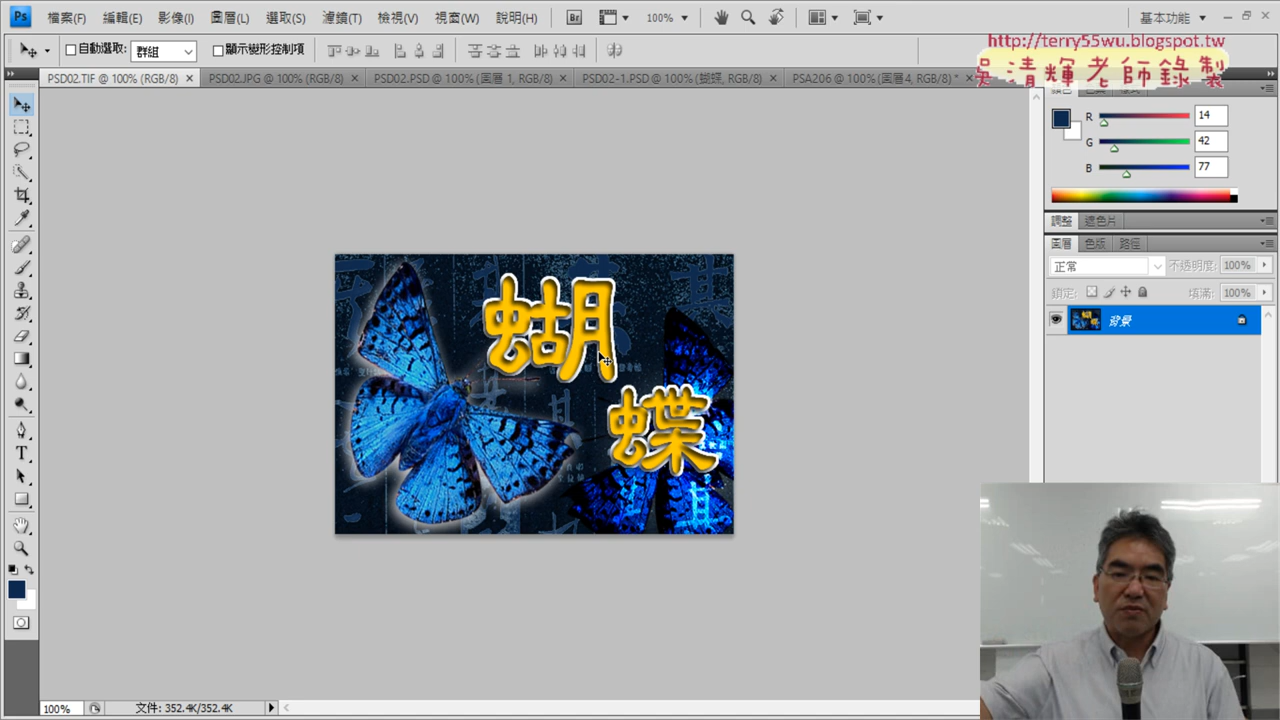 Ps 檔案(F) 編輯(E) 影像(I) 圖層(L) 選取(S) 濾鏡(T) 檢視(V) 視窗(W) 說明(H) Br 100% 基本功能
自動選取: 群組 顯示變形控制項
http://terry55wu.blogspot.tw
吳清輝老師錄製
PSD02.TIF @ 100% (RGB/8) PSD02.JPG @ 100% (RGB/8) PSD02.PSD @ 100% (圖層 1, RGB/8) PSD02-1.PSD @ 100% (蝴蝶, RGB/8) PSA206 @ 100% (圖層 4, RGB/8) *
R 14
G 42
B 77
調整 遮色片
圖層 色版 路徑
正常 不透明度: 100%
鎖定: 填滿: 100%
背景
蝴
蝶
T
100% 文件: 352.4K/352.4K